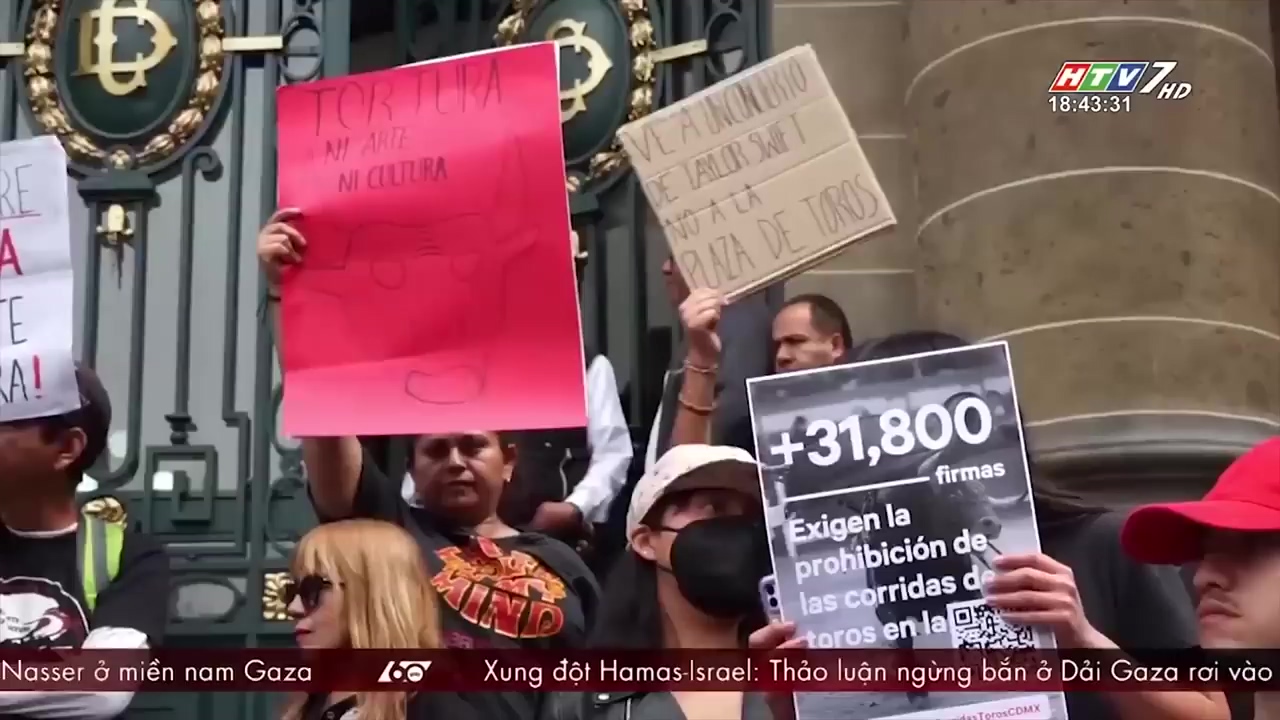 HTV7 HD
18:43:31
TORTURA
NI ARTE
NI CULTURA
VE A UN CONCIERTO
DE TAYLOR SWIFT
NO A LA
PLAZA DE TOROS
RE
A
TE
RA!
+31,800
firmas
Exigen la
prohibición de
las corridas de
toros en la
MIND
Nasser ở miền nam Gaza
60
Xung đột Hamas-Israel: Thảo luận ngừng bắn ở Dải Gaza rơi vào